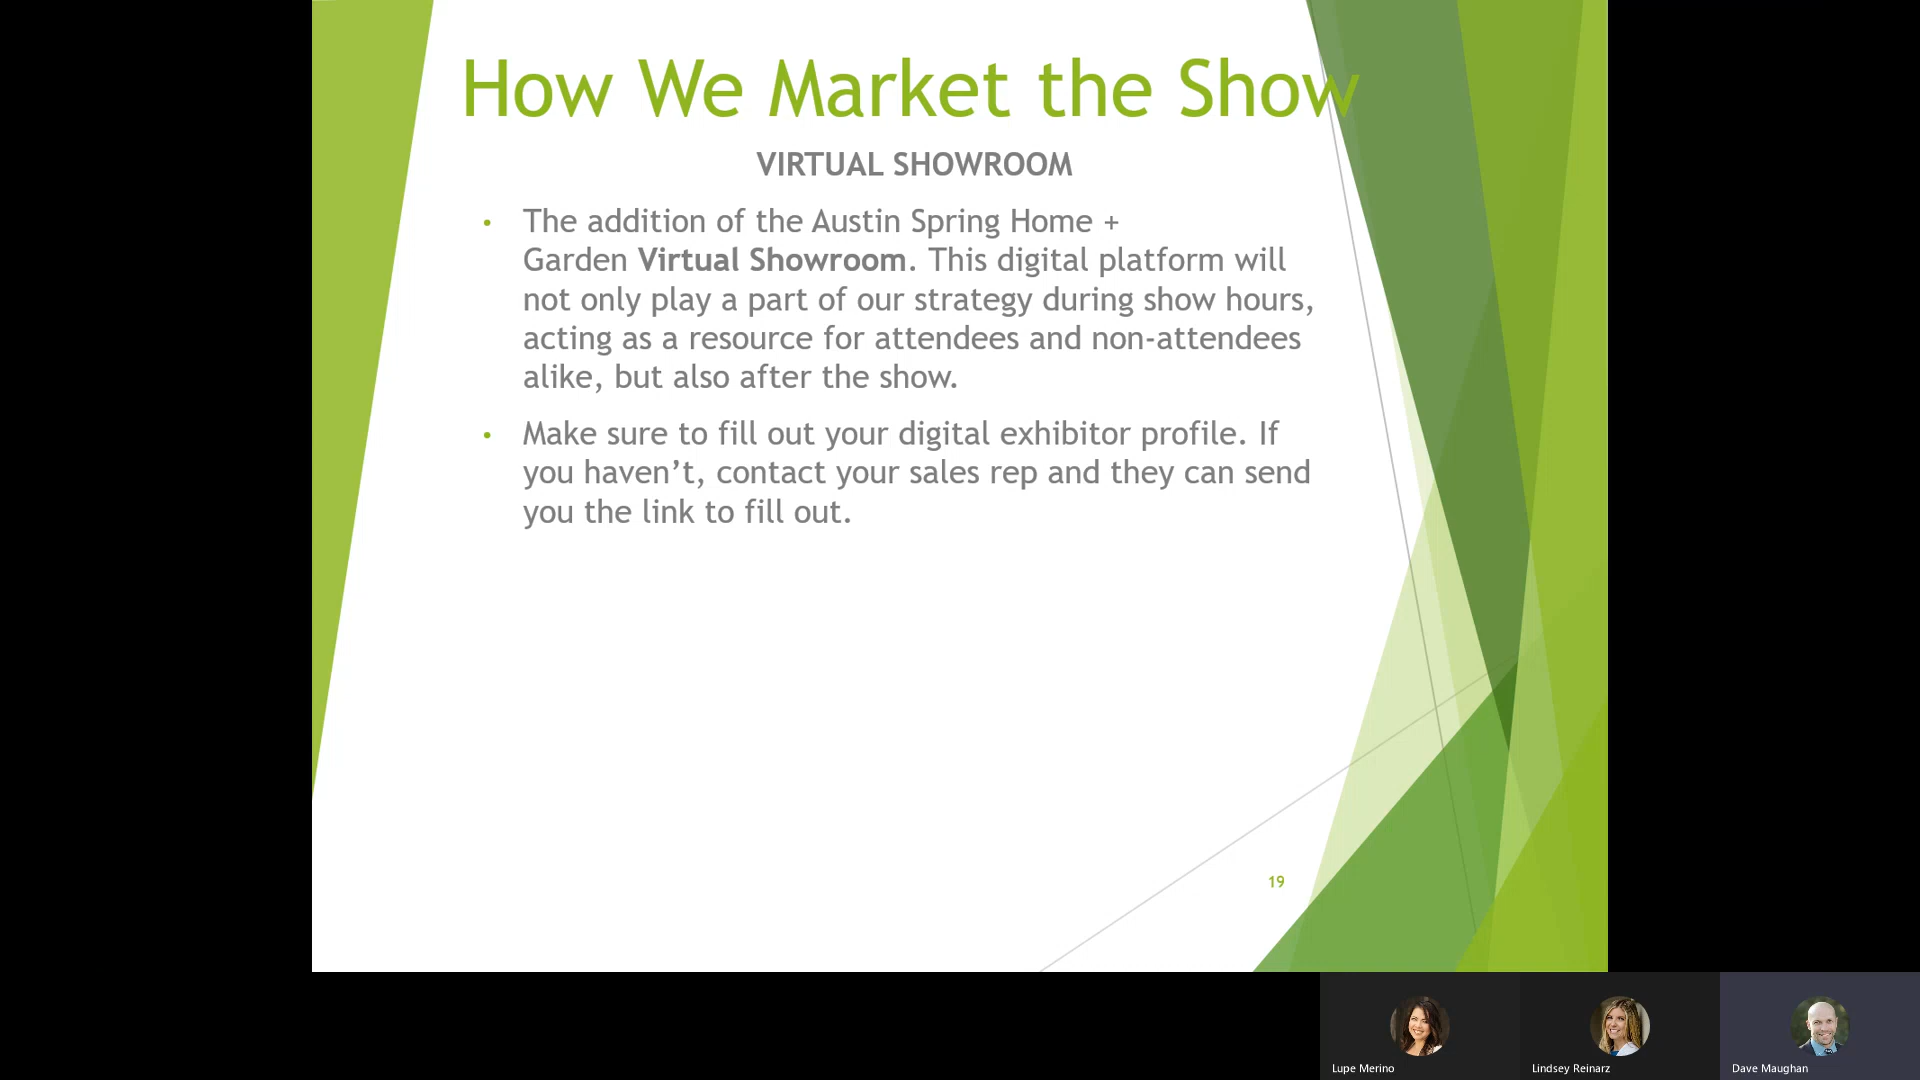 How We Market the Show
VIRTUAL SHOWROOM
• The addition of the Austin Spring Home +
Garden Virtual Showroom. This digital platform will
not only play a part of our strategy during show hours,
acting as a resource for attendees and non-attendees
alike, but also after the show.
• Make sure to fill out your digital exhibitor profile. If
you haven’t, contact your sales rep and they can send
you the link to fill out.
19
Lupe Merino
Lindsey Reinarz
Dave Maughan